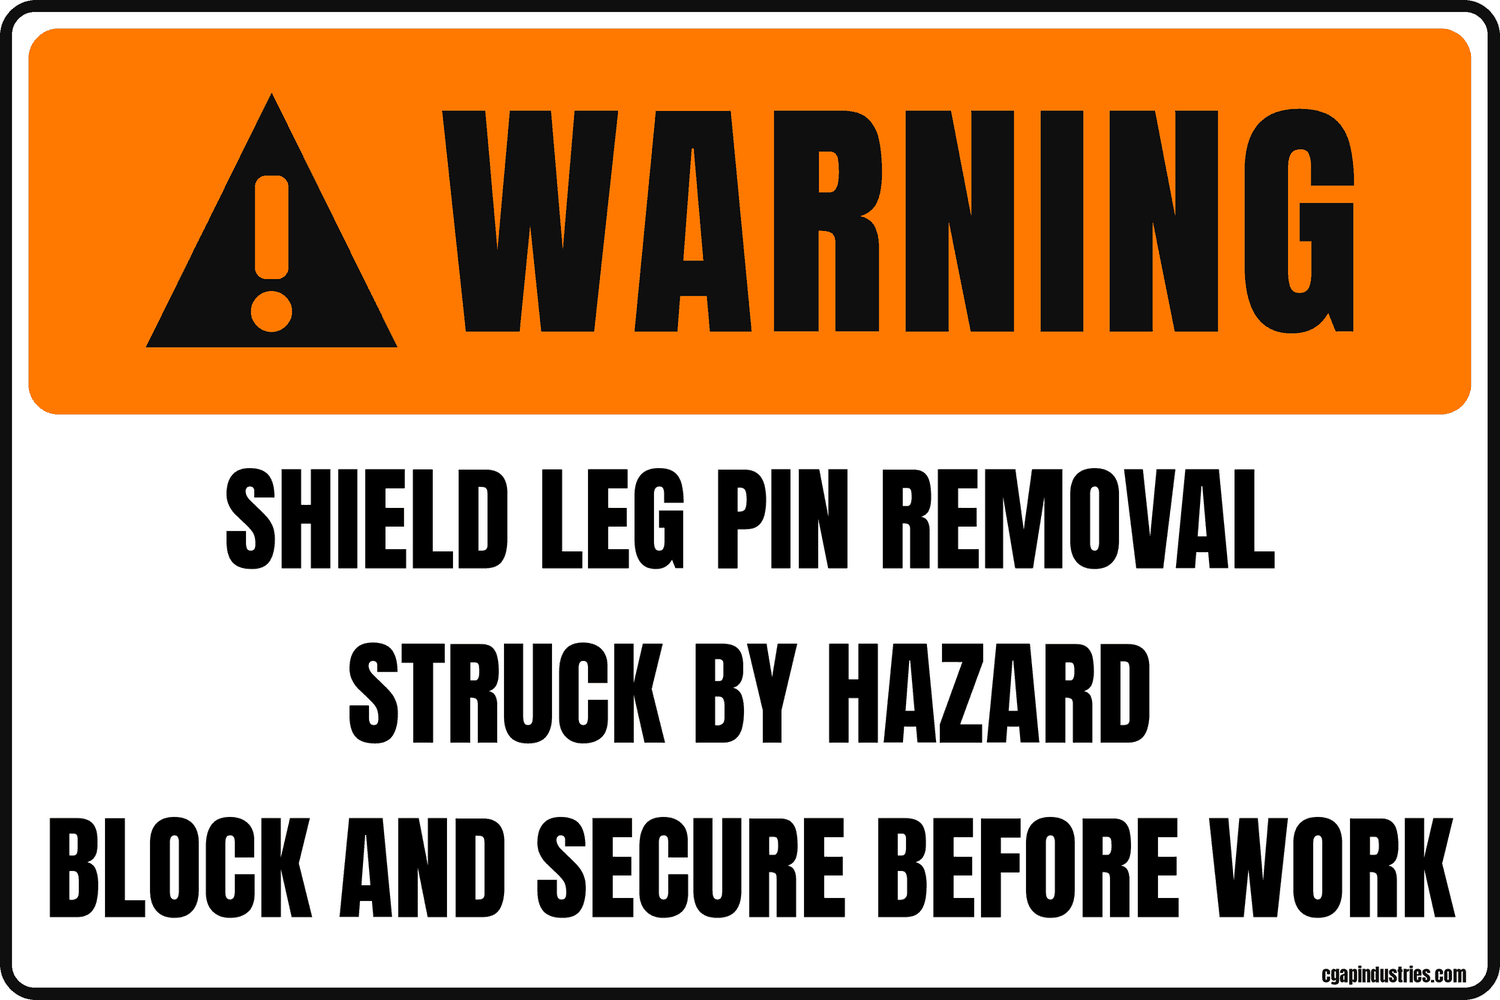 WARNING
SHIELD LEG PIN REMOVAL
STRUCK BY HAZARD
BLOCK AND SECURE BEFORE WORK
cgapindustries.com